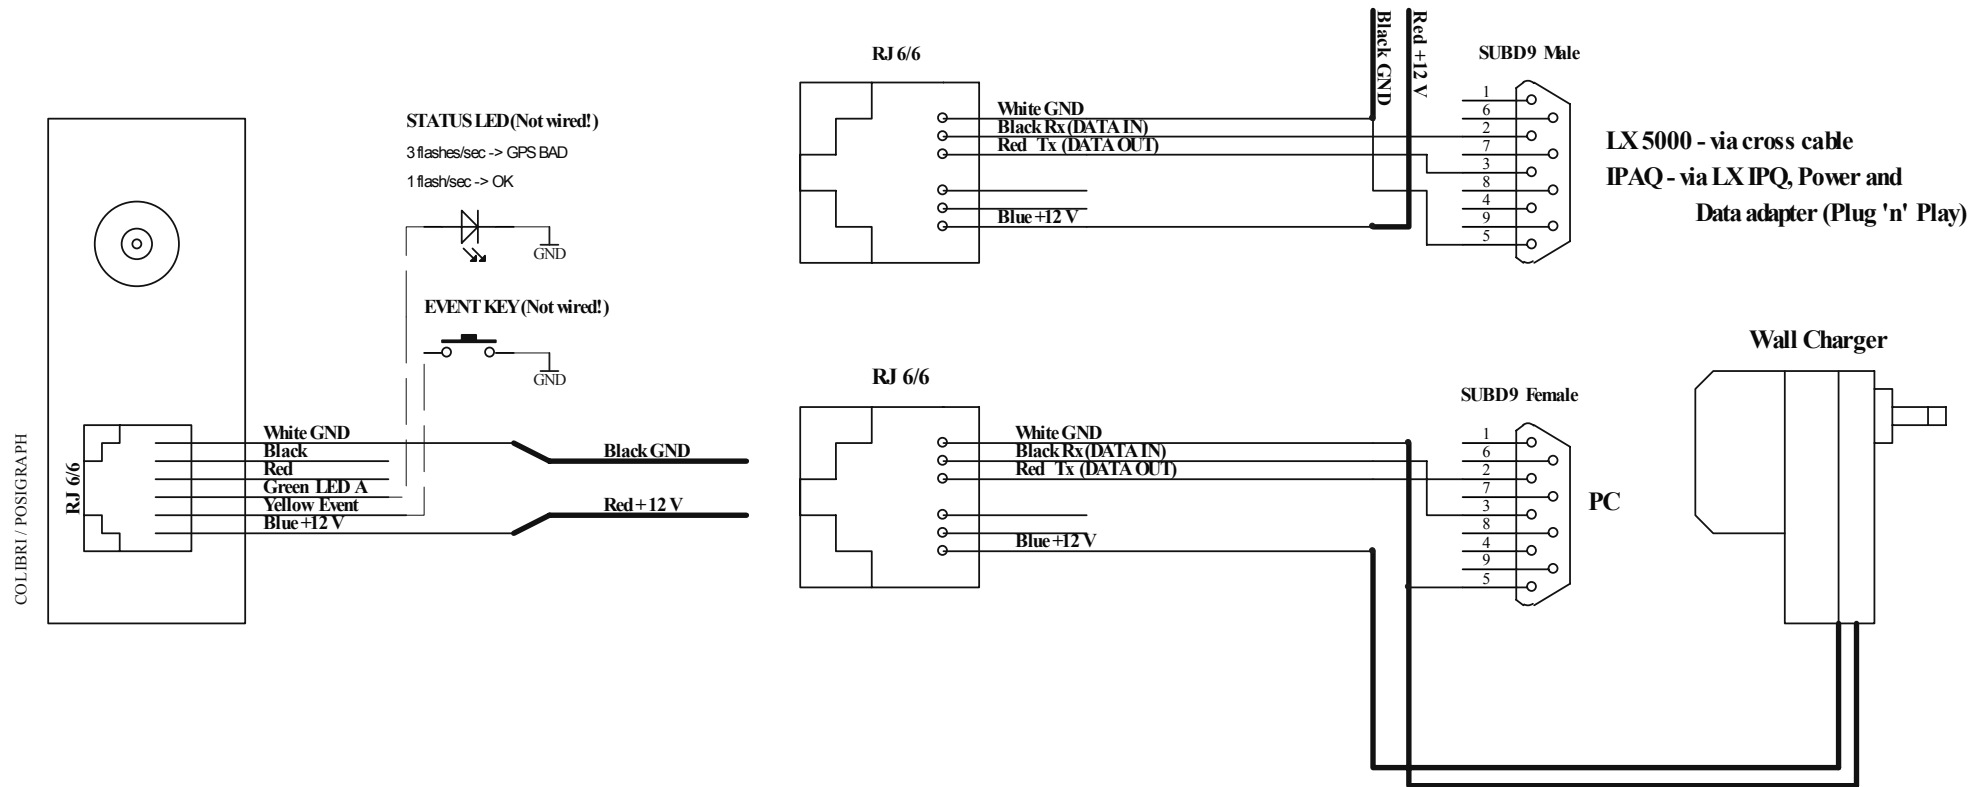 COLIBRI / POSIGRAPH
RJ 6/6
White GND
Black
Red
Green LED A
Yellow Event
Blue +12 V
STATUS LED (Not wired!)
3 flashes/sec -> GPS BAD
1 flash/sec -> OK
GND
EVENT KEY (Not wired!)
GND
Black GND
Red + 12 V
RJ 6/6
White GND
Black Rx (DATA IN)
Red Tx (DATA OUT)
Blue +12 V
Black GND
Red +12 V
SUBD9 Male
1
6
2
7
3
8
4
9
5
LX 5000 - via cross cable
IPAQ - via LX IPQ, Power and
Data adapter (Plug 'n' Play)
RJ 6/6
White GND
Black Rx (DATA IN)
Red Tx (DATA OUT)
Blue +12 V
SUBD9 Female
1
6
2
7
3
8
4
9
5
PC
Wall Charger